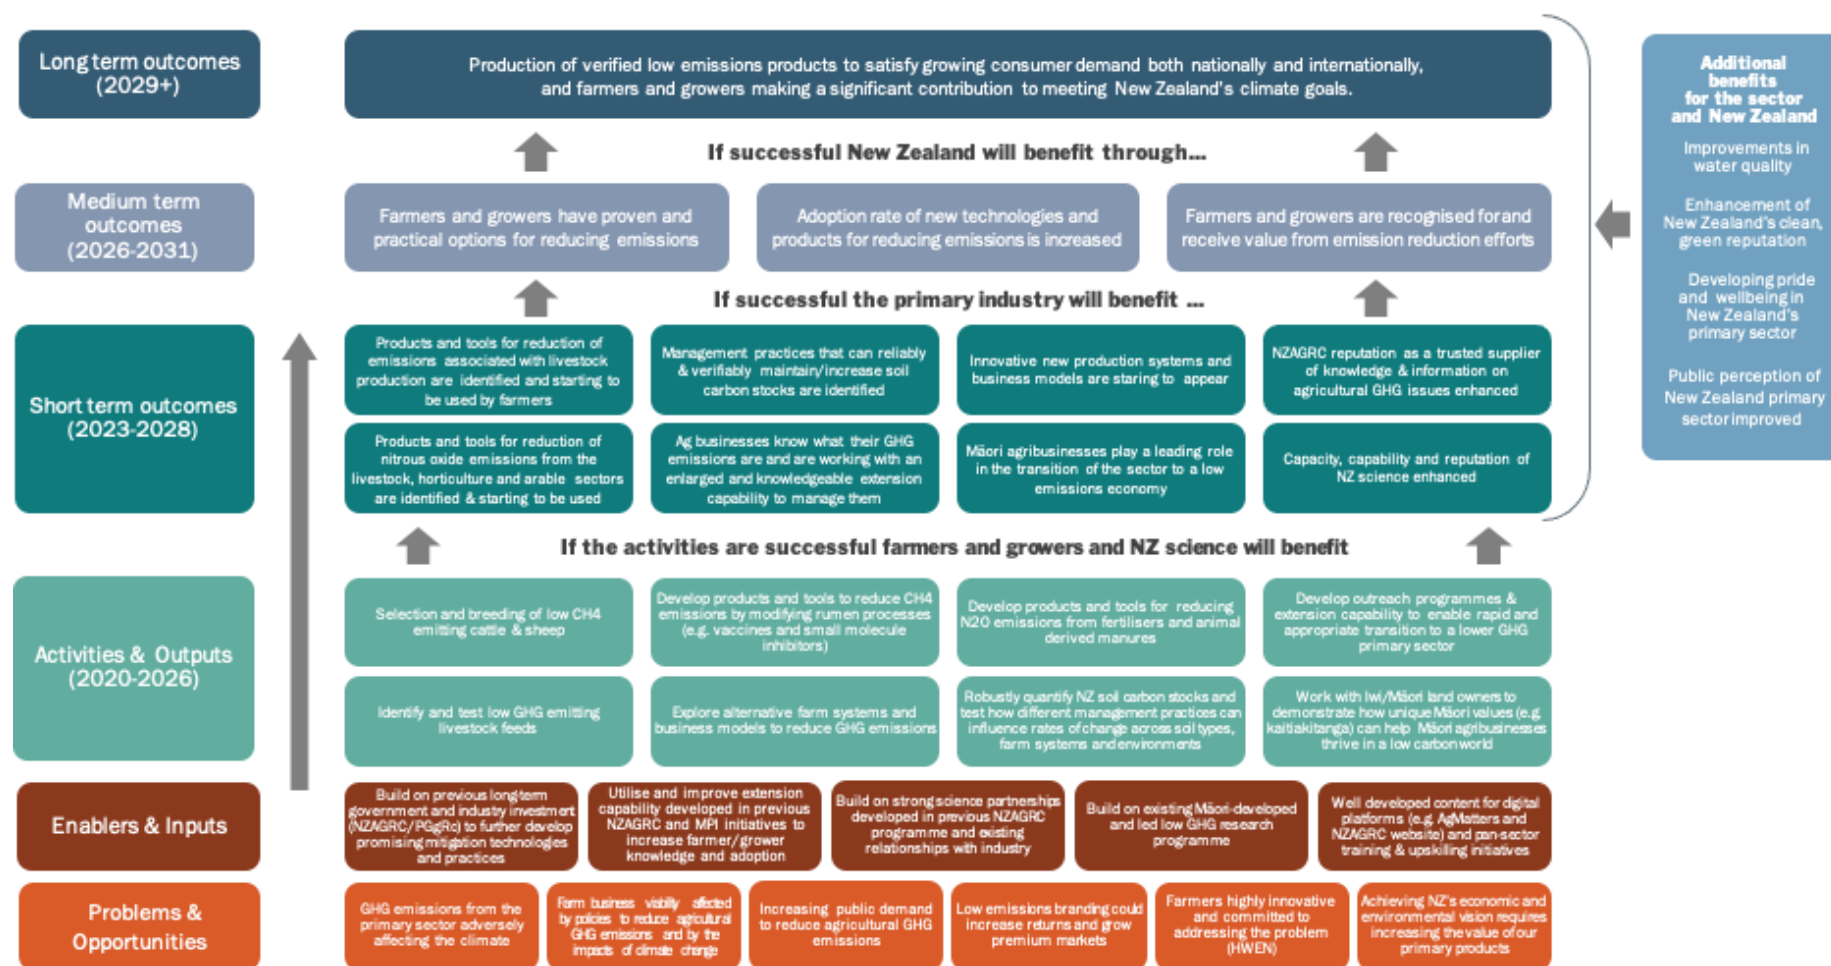 Long term outcomes
(2029+)
Production of verified low emissions products to satisfy growing consumer demand both nationally and internationally,
and farmers and growers making a significant contribution to meeting New Zealand's climate goals.
If successful New Zealand will benefit through...
Medium term
outcomes
(2026-2031)
Farmers and growers have proven and
practical options for reducing emissions
Adoption rate of new technologies and
products for reducing emissions is increased
Farmers and growers are recognised for and
receive value from emission reduction efforts
If successful the primary industry will benefit ...
Short term outcomes
(2023-2028)
Products and tools for reduction of
emissions associated with livestock
production are identified and starting to
be used by farmers
Management practices that can reliably
& verifiably maintain/increase soil
carbon stocks are identified
Innovative new production systems and
business models are staring to appear
NZAGRC reputation as a trusted supplier
of knowledge & information on
agricultural GHG issues enhanced
Products and tools for reduction of
nitrous oxide emissions from the
livestock, horticulture and arable sectors
are identified & starting to be used
Ag businesses know what their GHG
emissions are and are working with an
enlarged and knowledgeable extension
capability to manage them
Māori agribusinesses play a leading role
in the transition of the sector to a low
emissions economy
Capacity, capability and reputation of
NZ science enhanced
If the activities are successful farmers and growers and NZ science will benefit
Activities & Outputs
(2020-2026)
Selection and breeding of low CH4
emitting cattle & sheep
Develop products and tools to reduce CH4
emissions by modifying rumen processes
(e.g. vaccines and small molecule
inhibitors)
Develop products and tools for reducing
N2O emissions from fertilisers and animal
derived manures
Develop outreach programmes &
extension capability to enable rapid and
appropriate transition to a lower GHG
primary sector
Identify and test low GHG emitting
livestock feeds
Explore alternative farm systems and
business models to reduce GHG emissions
Robustly quantify NZ soil carbon stocks and
test how different management practices can
influence rates of change across soil types,
farm systems and environments
Work with Iwi/Māori land owners to
demonstrate how unique Māori values (e.g.
kaitiakitanga) can help Māori agribusinesses
thrive in a low carbon world
Enablers & Inputs
Build on previous long term
government and industry investment
(NZAGRC/PGgRc) to further develop
promising mitigation technologies
and practices
Utilise and improve extension
capability developed in previous
NZAGRC and MPI initiatives to
increase farmer/grower
knowledge and adoption
Build on strong science partnerships
developed in previous NZAGRC
programme and existing
relationships with industry
Build on existing Māori-developed
and led low GHG research
programme
Well developed content for digital
platforms (e.g. AgMatters and
NZAGRC website) and pan-sector
training & upskilling initiatives
Problems &
Opportunities
GHG emissions from the
primary sector adversely
affecting the climate
Farm business viability affected
by policies to reduce agricultural
GHG emissions and by the
impacts of climate change
Increasing public demand
to reduce agricultural GHG
emissions
Low emissions branding could
increase returns and grow
premium markets
Farmers highly innovative
and committed to
addressing the problem
(HWEN)
Achieving NZ's economic and
environmental vision requires
increasing the value of our
primary products
Additional
benefits
for the sector
and New Zealand
Improvements in
water quality
Enhancement of
New Zealand's clean,
green reputation
Developing pride
and wellbeing in
New Zealand's
primary sector
Public perception of
New Zealand primary
sector improved